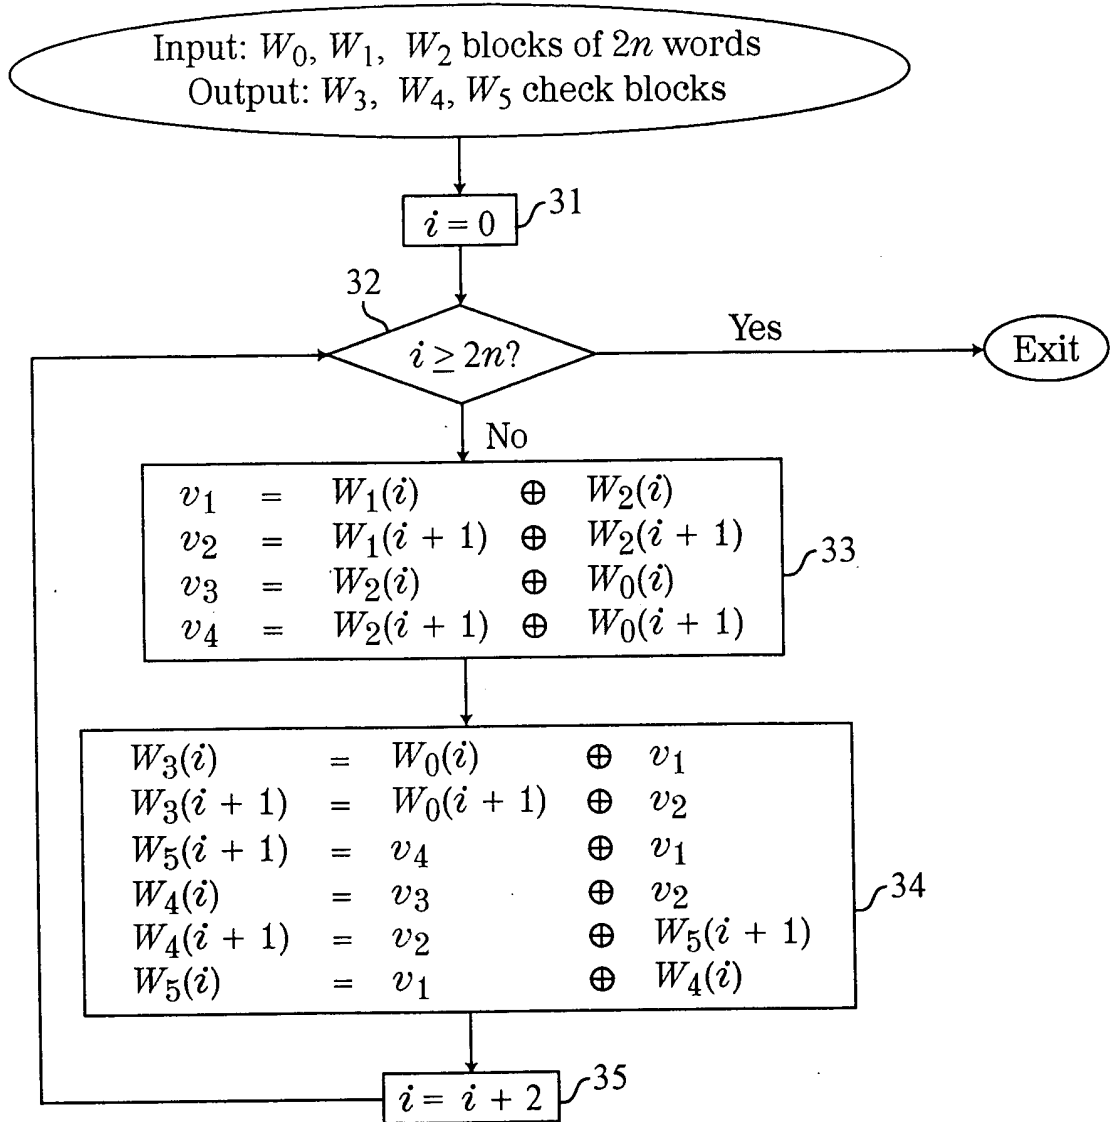 Input: W₀, W₁, W₂ blocks of 2n words
Output: W₃, W₄, W₅ check blocks
i = 0
31
32
i ≥ 2n?
Yes
Exit
No
v₁ = W₁(i) ⊕ W₂(i)
v₂ = W₁(i + 1) ⊕ W₂(i + 1)
v₃ = W₂(i) ⊕ W₀(i)
v₄ = W₂(i + 1) ⊕ W₀(i + 1)
33
W₃(i) = W₀(i) ⊕ v₁
W₃(i + 1) = W₀(i + 1) ⊕ v₂
W₅(i + 1) = v₄ ⊕ v₁
W₄(i) = v₃ ⊕ v₂
W₄(i + 1) = v₂ ⊕ W₅(i + 1)
W₅(i) = v₁ ⊕ W₄(i)
34
i = i + 2
35